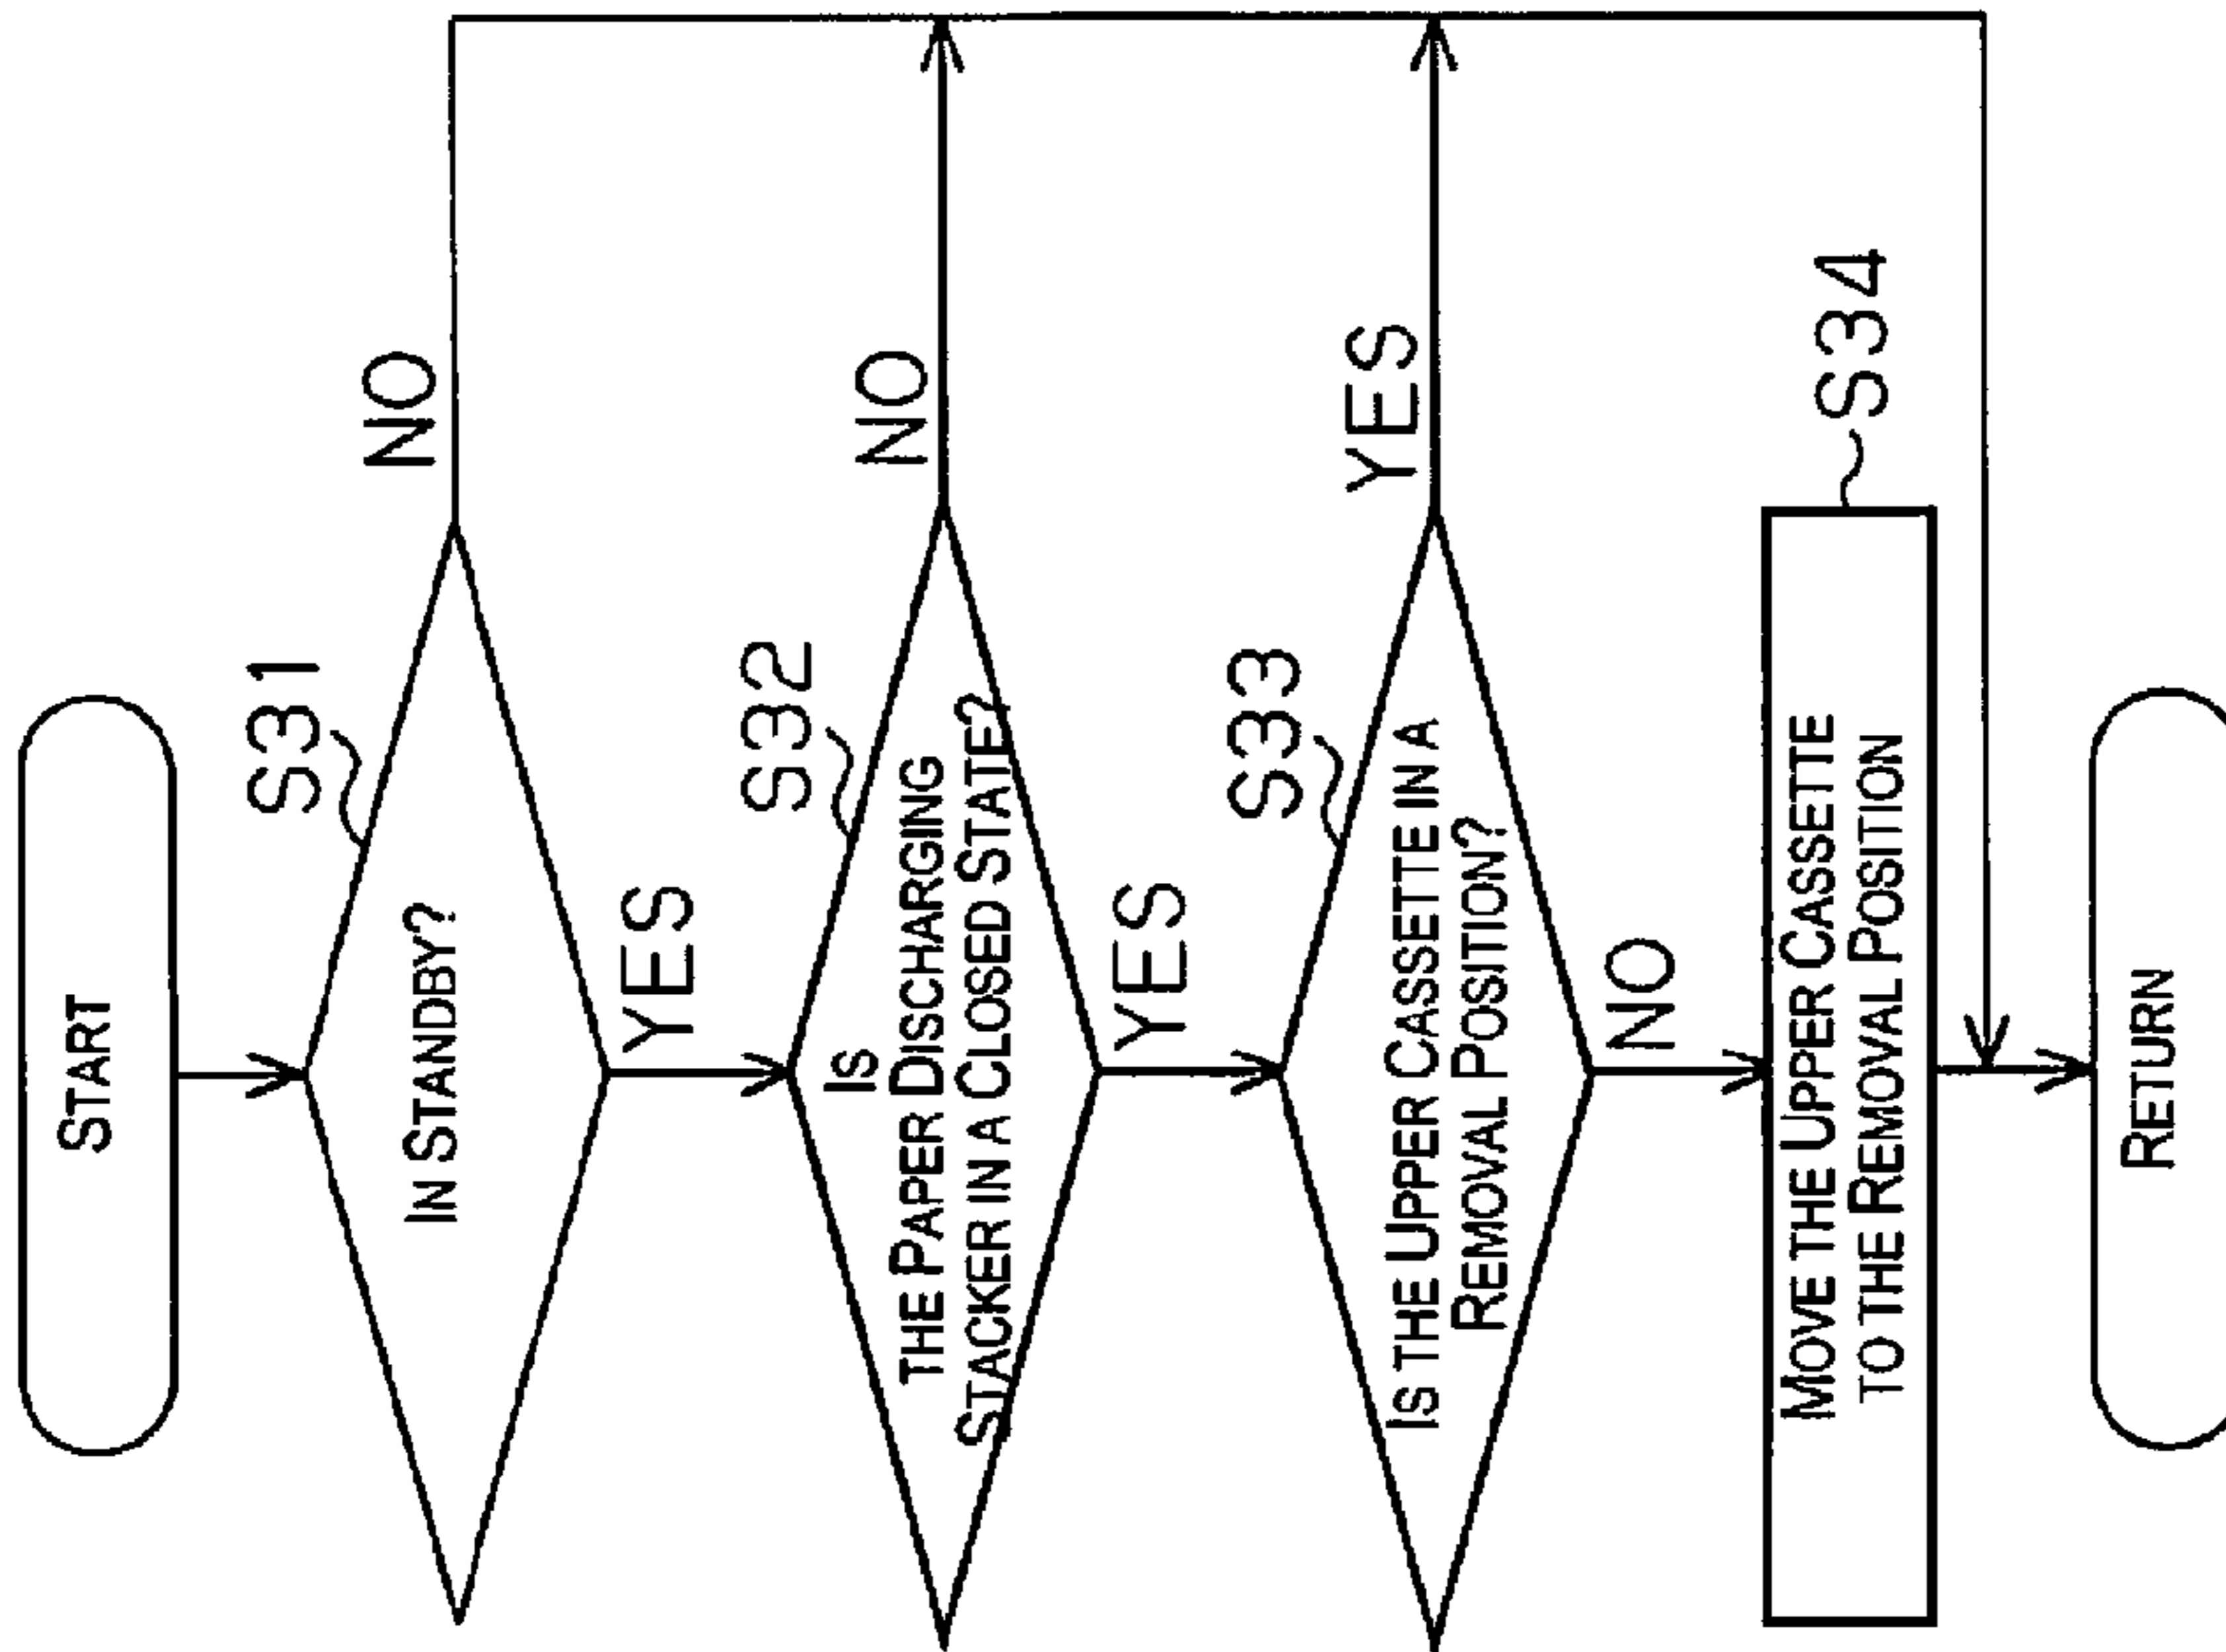 START
S31
IN STANDBY?
NO
YES
S32
IS
THE PAPER DISCHARGING
STACKER IN A CLOSED STATE?
NO
YES
S33
IS THE UPPER CASSETTE IN A
REMOVAL POSITION?
YES
NO
S34
MOVE THE UPPER CASSETTE
TO THE REMOVAL POSITION
RETURN